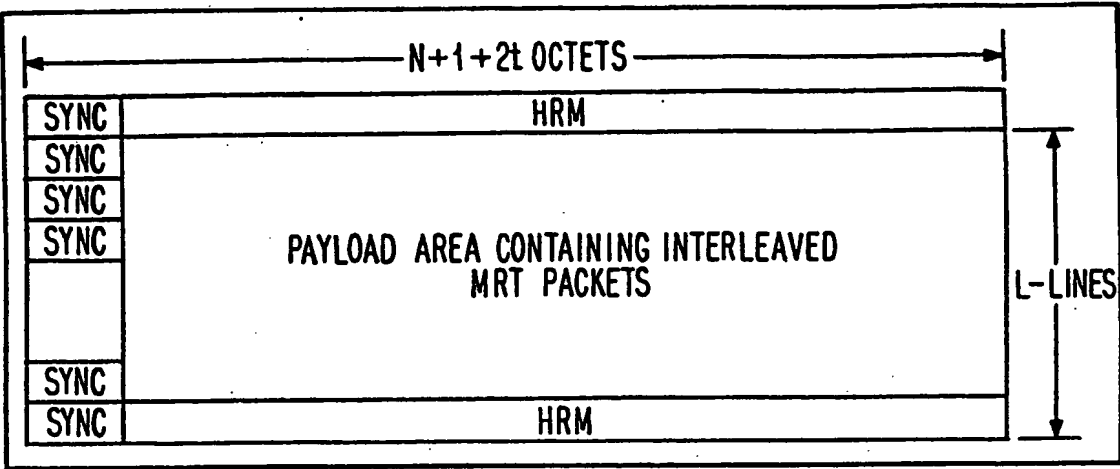 N+1+2t OCTETS
SYNC HRM
SYNC
SYNC
SYNC
PAYLOAD AREA CONTAINING INTERLEAVED
MRT PACKETS
L-LINES
SYNC
SYNC HRM